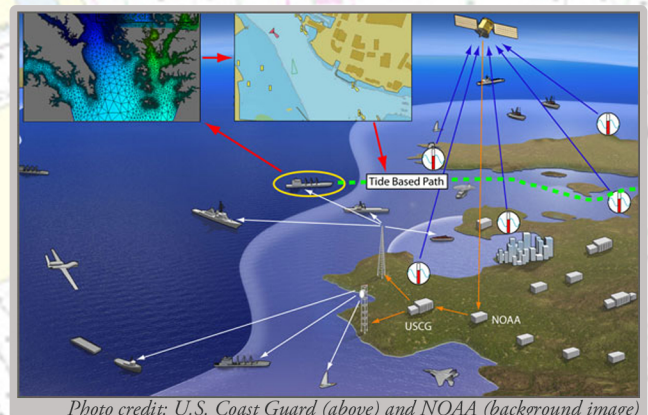 Tide Based Path
USCG
NOAA
Photo credit: U.S. Coast Guard (above) and NOAA (background image)